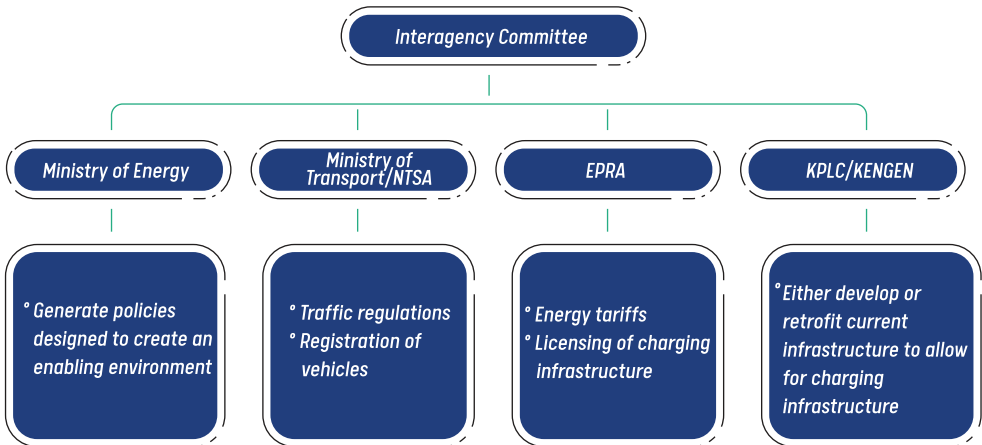 Interagency Committee
Ministry of Energy
Ministry of
Transport/NTSA
EPRA
KPLC/KENGEN
° Generate policies
designed to create an
enabling environment
° Traffic regulations
° Registration of
vehicles
° Energy tariffs
° Licensing of charging
infrastructure
° Either develop or
retrofit current
infrastructure to allow
for charging
infrastructure